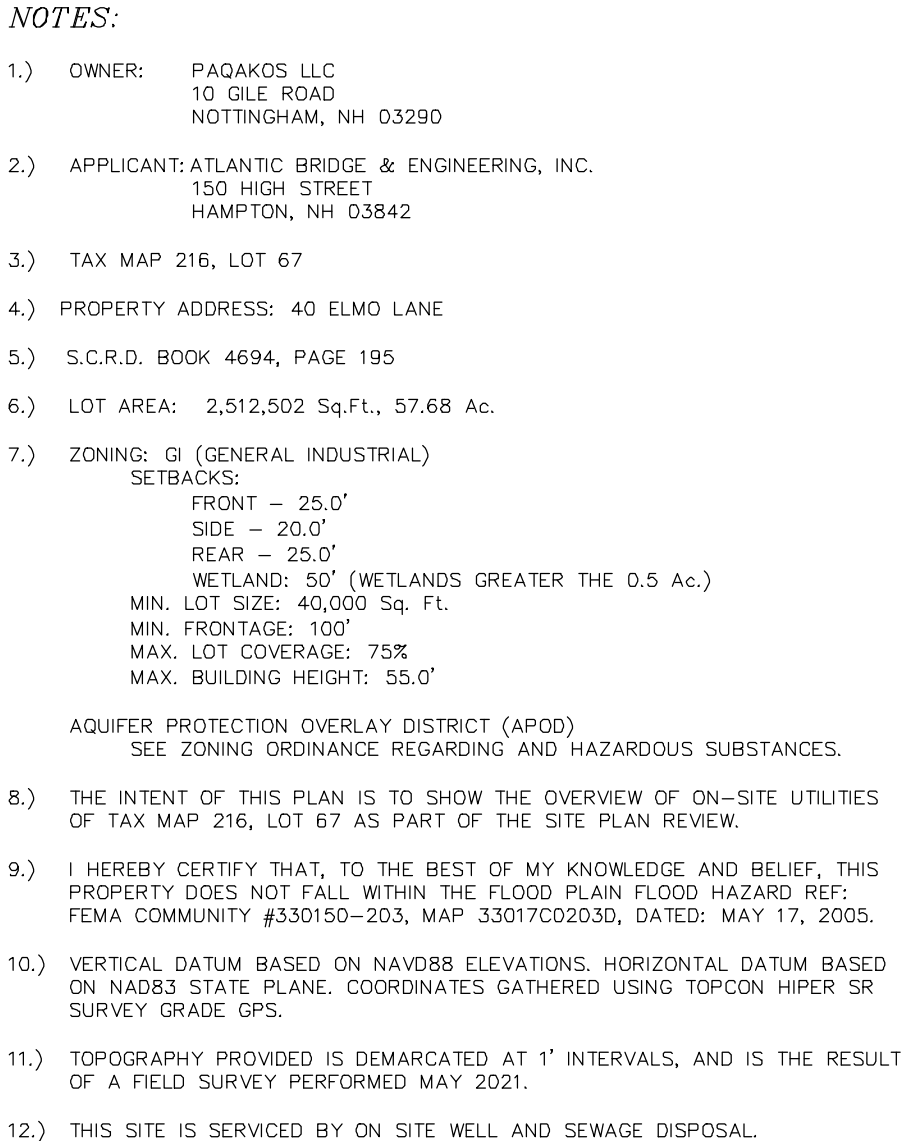 NOTES:
1.) OWNER: PAQAKOS LLC
10 GILE ROAD
NOTTINGHAM, NH 03290
2.) APPLICANT: ATLANTIC BRIDGE & ENGINEERING, INC.
150 HIGH STREET
HAMPTON, NH 03842
3.) TAX MAP 216, LOT 67
4.) PROPERTY ADDRESS: 40 ELMO LANE
5.) S.C.R.D. BOOK 4694, PAGE 195
6.) LOT AREA: 2,512,502 Sq.Ft., 57.68 Ac.
7.) ZONING: GI (GENERAL INDUSTRIAL)
SETBACKS:
FRONT – 25.0'
SIDE – 20.0'
REAR – 25.0'
WETLAND: 50' (WETLANDS GREATER THE 0.5 Ac.)
MIN. LOT SIZE: 40,000 Sq. Ft.
MIN. FRONTAGE: 100'
MAX. LOT COVERAGE: 75%
MAX. BUILDING HEIGHT: 55.0'
AQUIFER PROTECTION OVERLAY DISTRICT (APOD)
SEE ZONING ORDINANCE REGARDING AND HAZARDOUS SUBSTANCES.
8.) THE INTENT OF THIS PLAN IS TO SHOW THE OVERVIEW OF ON–SITE UTILITIES
OF TAX MAP 216, LOT 67 AS PART OF THE SITE PLAN REVIEW.
9.) I HEREBY CERTIFY THAT, TO THE BEST OF MY KNOWLEDGE AND BELIEF, THIS
PROPERTY DOES NOT FALL WITHIN THE FLOOD PLAIN FLOOD HAZARD REF:
FEMA COMMUNITY #330150–203, MAP 33017C0203D, DATED: MAY 17, 2005.
10.) VERTICAL DATUM BASED ON NAVD88 ELEVATIONS. HORIZONTAL DATUM BASED
ON NAD83 STATE PLANE. COORDINATES GATHERED USING TOPCON HIPER SR
SURVEY GRADE GPS.
11.) TOPOGRAPHY PROVIDED IS DEMARCATED AT 1' INTERVALS, AND IS THE RESULT
OF A FIELD SURVEY PERFORMED MAY 2021.
12.) THIS SITE IS SERVICED BY ON SITE WELL AND SEWAGE DISPOSAL.